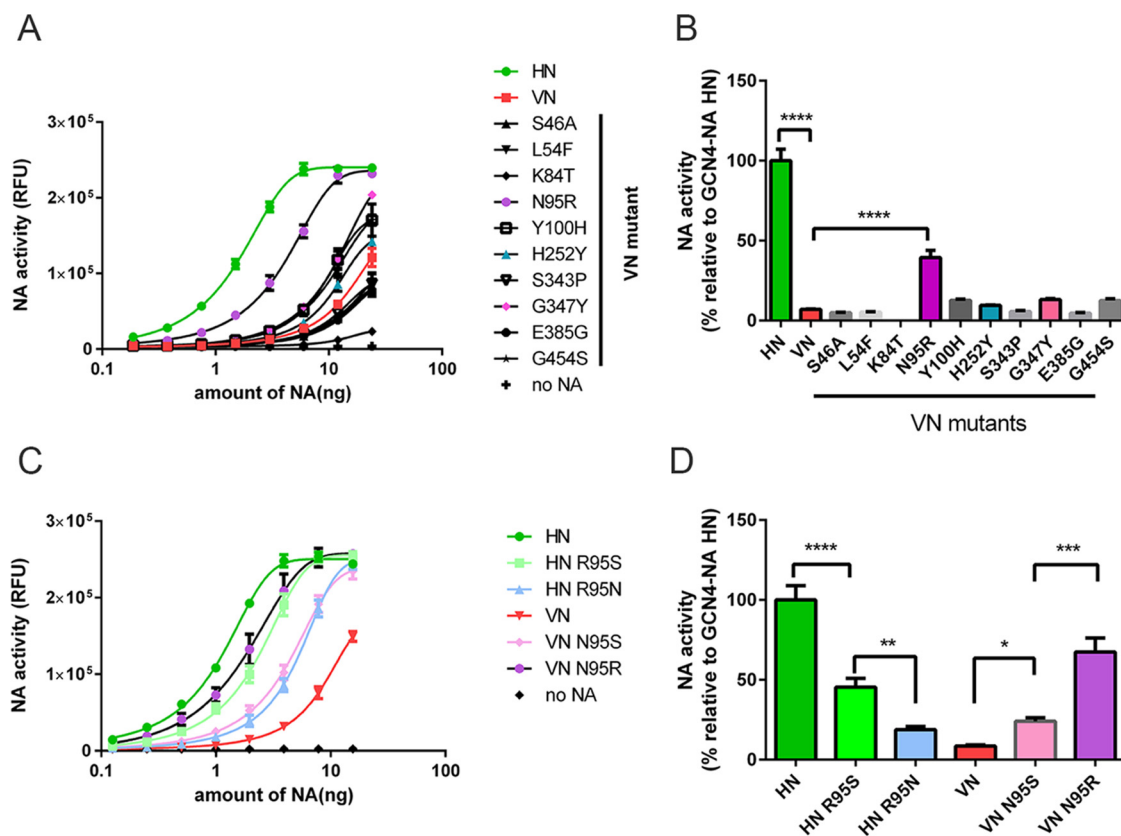 A
NA activity (RFU)
3×10⁵
2×10⁵
1×10⁵
0
0.1
1
10
100
amount of NA(ng)
HN
VN
S46A
L54F
K84T
N95R
Y100H
H252Y
S343P
G347Y
E385G
G454S
no NA
VN mutant
B
NA activity
(% relative to GCN4-NA HN)
150
100
50
0
****
****
HN
VN
S46A
L54F
K84T
N95R
Y100H
H252Y
S343P
G347Y
E385G
G454S
VN mutants
C
NA activity (RFU)
3×10⁵
2×10⁵
1×10⁵
0
0.1
1
10
100
amount of NA(ng)
HN
HN R95S
HN R95N
VN
VN N95S
VN N95R
no NA
D
NA activity
(% relative to GCN4-NA HN)
150
100
50
0
****
**
*
***
HN
HN R95S
HN R95N
VN
VN N95S
VN N95R